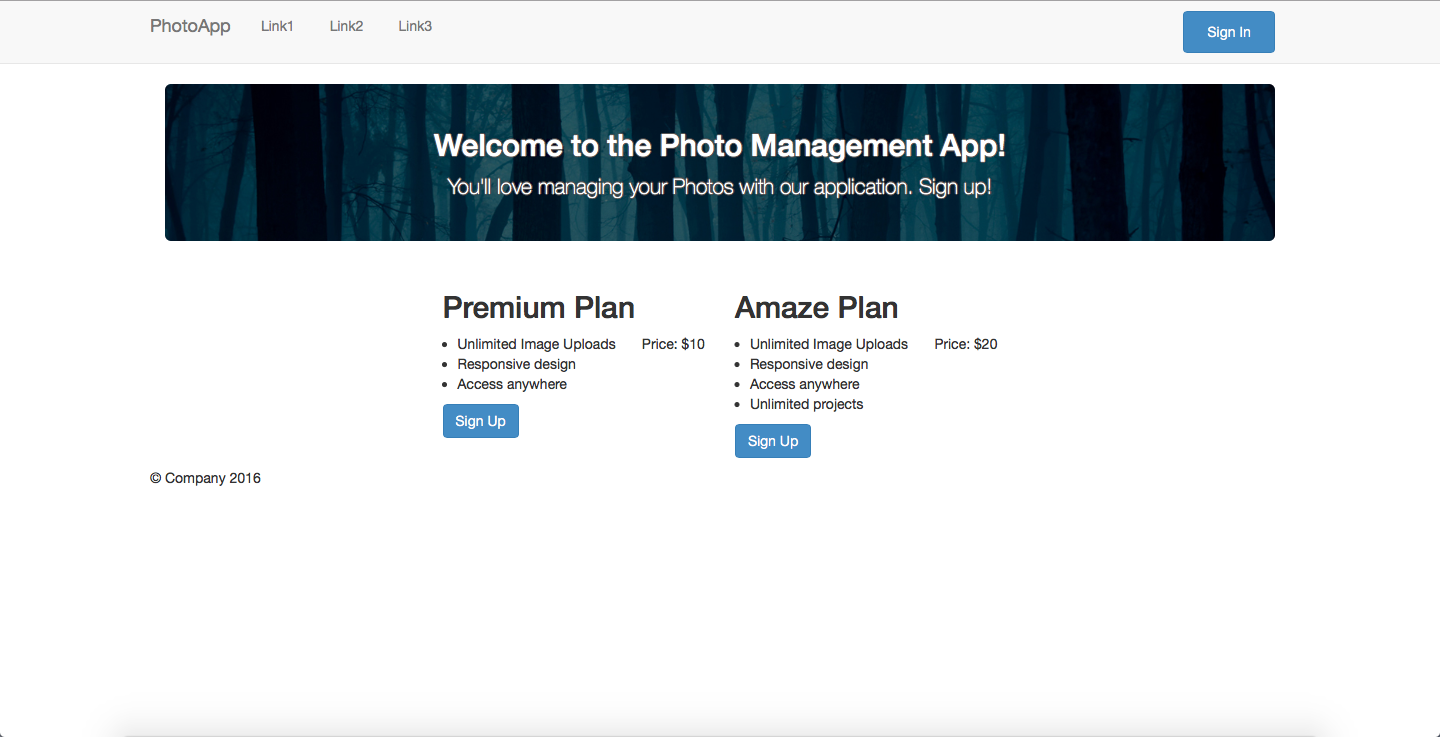 PhotoApp Link1 Link2 Link3 Sign In
Welcome to the Photo Management App!
You'll love managing your Photos with our application. Sign up!
Premium Plan
Unlimited Image Uploads Price: $10
Responsive design
Access anywhere
Sign Up
Amaze Plan
Unlimited Image Uploads Price: $20
Responsive design
Access anywhere
Unlimited projects
Sign Up
© Company 2016